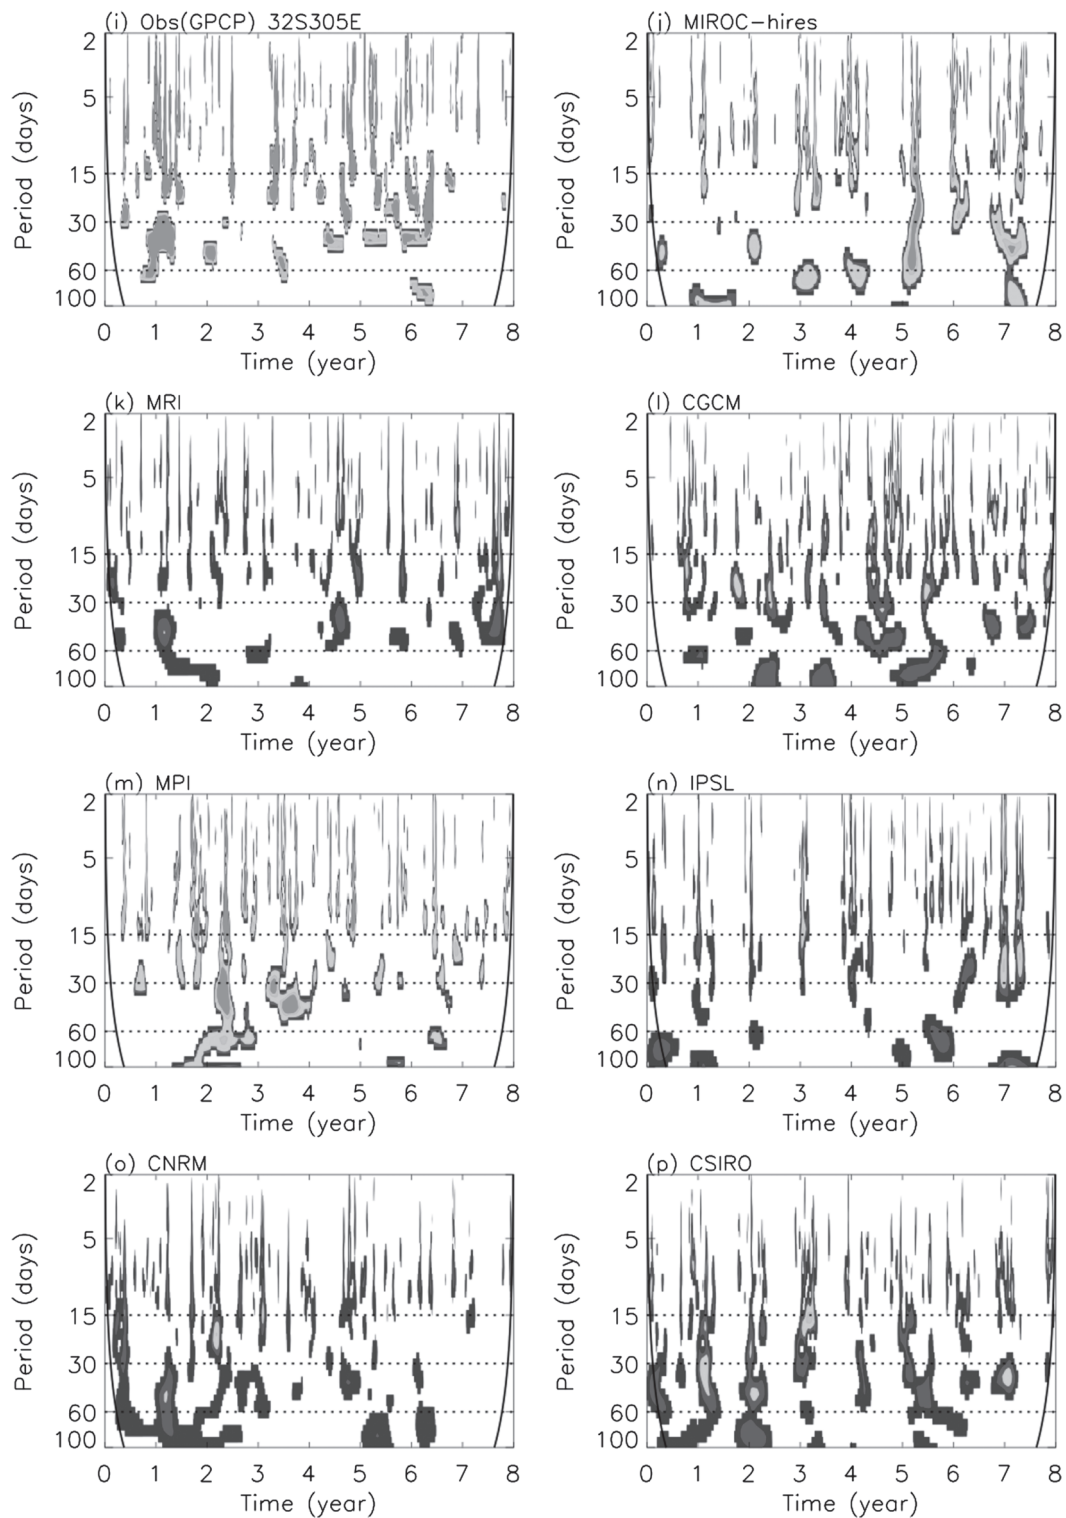 (i) Obs(GPCP) 32S305E
2
5
15
30
60
100
Period (days)
0 1 2 3 4 5 6 7 8
Time (year)
(j) MIROC-hires
2
5
15
30
60
100
Period (days)
0 1 2 3 4 5 6 7 8
Time (year)
(k) MRI
2
5
15
30
60
100
Period (days)
0 1 2 3 4 5 6 7 8
Time (year)
(l) CGCM
2
5
15
30
60
100
Period (days)
0 1 2 3 4 5 6 7 8
Time (year)
(m) MPI
2
5
15
30
60
100
Period (days)
0 1 2 3 4 5 6 7 8
Time (year)
(n) IPSL
2
5
15
30
60
100
Period (days)
0 1 2 3 4 5 6 7 8
Time (year)
(o) CNRM
2
5
15
30
60
100
Period (days)
0 1 2 3 4 5 6 7 8
Time (year)
(p) CSIRO
2
5
15
30
60
100
Period (days)
0 1 2 3 4 5 6 7 8
Time (year)